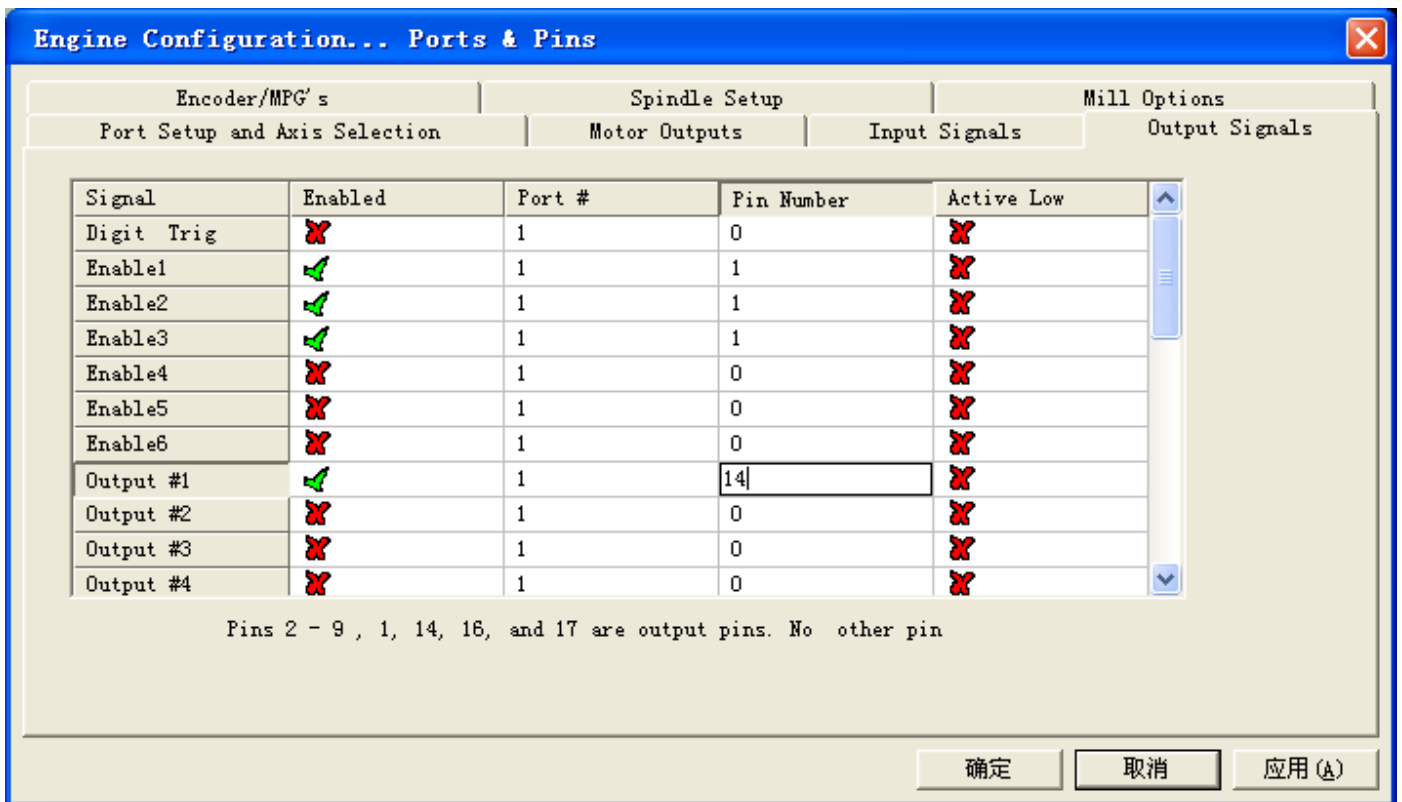 Engine Configuration... Ports & Pins
Encoder/MPG's Spindle Setup Mill Options
Port Setup and Axis Selection Motor Outputs Input Signals Output Signals
Signal Enabled Port # Pin Number Active Low
Digit Trig 1 0
Enable1 1 1
Enable2 1 1
Enable3 1 1
Enable4 1 0
Enable5 1 0
Enable6 1 0
Output #1 1 14
Output #2 1 0
Output #3 1 0
Output #4 1 0
Pins 2 - 9 , 1, 14, 16, and 17 are output pins. No other pin
确定 取消 应用(A)